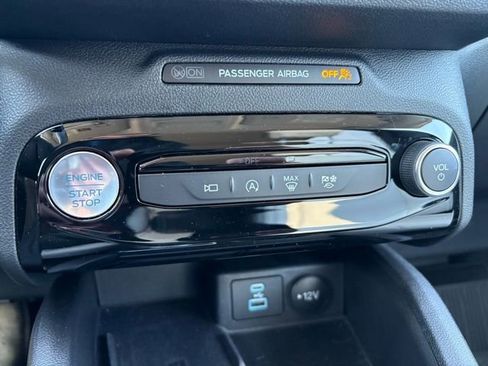 ON PASSENGER AIRBAG OFF
OFF
ENGINE
START
STOP
A
MAX
VOL
+12V